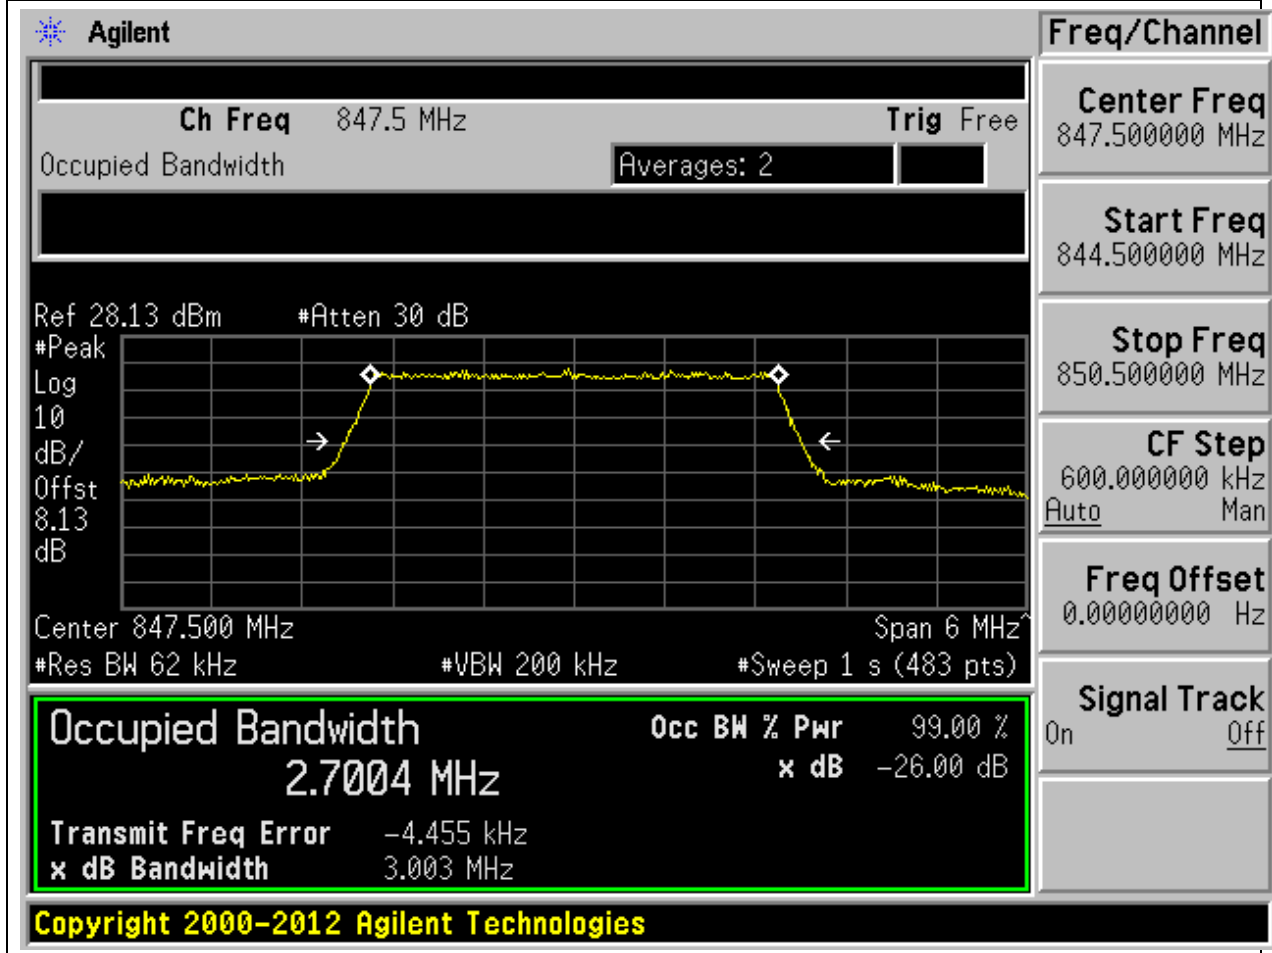 Agilent
Freq/Channel
Ch Freq 847.5 MHz Trig Free
Occupied Bandwidth Averages: 2
Ref 28.13 dBm #Atten 30 dB
#Peak
Log
10
dB/
Offst
8.13
dB
Center 847.500 MHz Span 6 MHz^
#Res BW 62 kHz #VBW 200 kHz #Sweep 1 s (483 pts)
Occupied Bandwidth Occ BW % Pwr 99.00 %
2.7004 MHz x dB -26.00 dB
Transmit Freq Error -4.455 kHz
x dB Bandwidth 3.003 MHz
Copyright 2000-2012 Agilent Technologies
Center Freq
847.500000 MHz
Start Freq
844.500000 MHz
Stop Freq
850.500000 MHz
CF Step
600.000000 kHz
Auto Man
Freq Offset
0.00000000 Hz
Signal Track
On Off